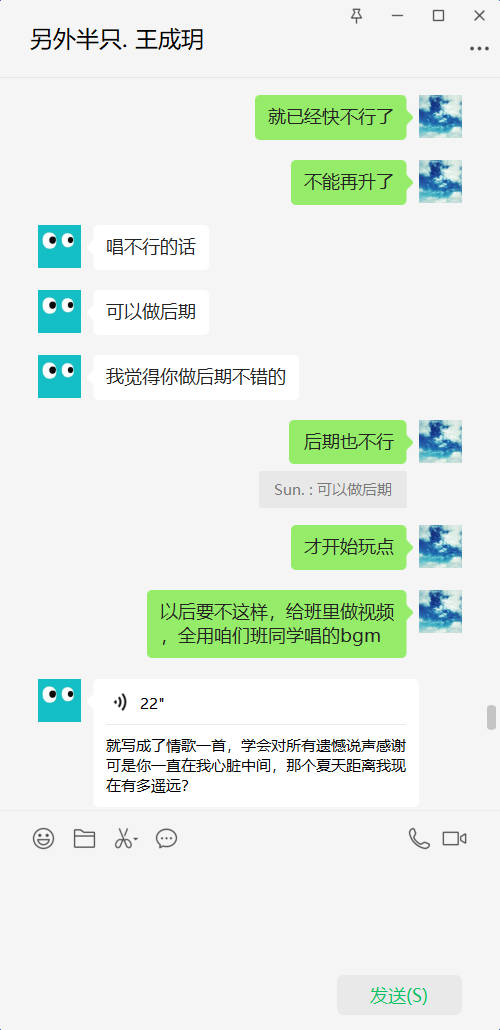 另外半只. 王成玥
就已经快不行了
不能再升了
唱不行的话
可以做后期
我觉得你做后期不错的
后期也不行
Sun. : 可以做后期
才开始玩点
以后要不这样，给班里做视频
，全用咱们班同学唱的bgm
22"
就写成了情歌一首，学会对所有遗憾说声感谢
可是你一直在我心脏中间，那个夏天距离我现
在有多遥远？
发送(S)